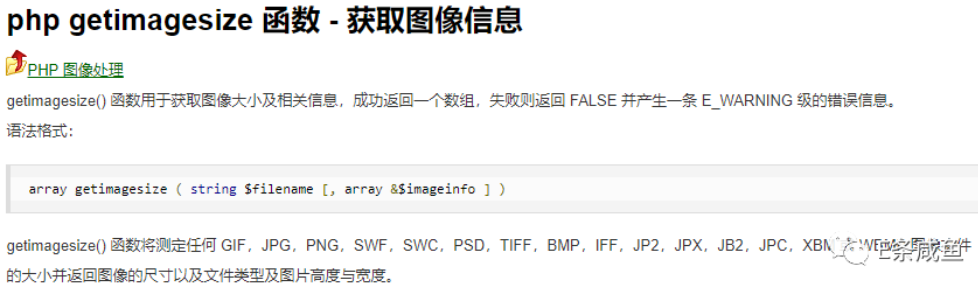 php getimagesize 函数 - 获取图像信息
PHP 图像处理
getimagesize() 函数用于获取图像大小及相关信息，成功返回一个数组，失败则返回 FALSE 并产生一条 E_WARNING 级的错误信息。
语法格式：
array getimagesize ( string $filename [, array &$imageinfo ] )
getimagesize() 函数将测定任何 GIF，JPG，PNG，SWF，SWC，PSD，TIFF，BMP，IFF，JP2，JPX，JB2，JPC，XBM
条咸鱼
的大小并返回图像的尺寸以及文件类型及图片高度与宽度。